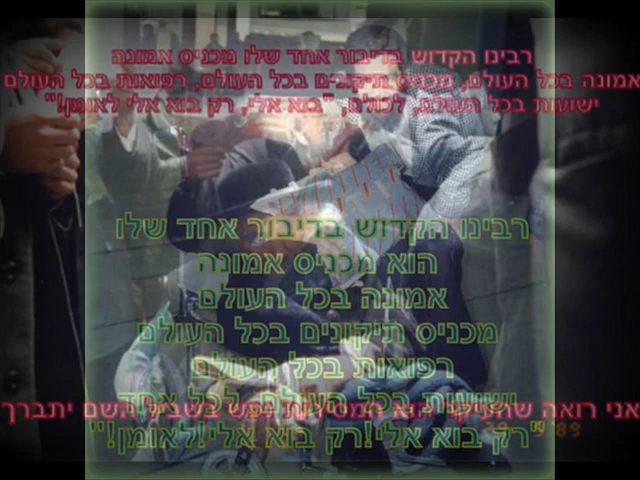 רבינו הקדוש בדיבור אחד שלו מכניס אמונה
אמונה בכל העולם, מכניס תיקונים בכל העולם, רפואות בכל העולם
ישועות בכל העולם, לכולם, "בוא אלי, רק בוא אלי לאומן!"
רבינו הקדוש בדיבור אחד שלו
הוא מכניס אמונה
אמונה בכל העולם
מכניס תיקונים בכל העולם
רפואות בכל העולם
וישועות בכל העולם, לכל אחד
אני רואה שהעיקר הוא המסירות נפש בשביל השם יתברך
"רק בוא אלי!רק בוא אלי!לאומן!"